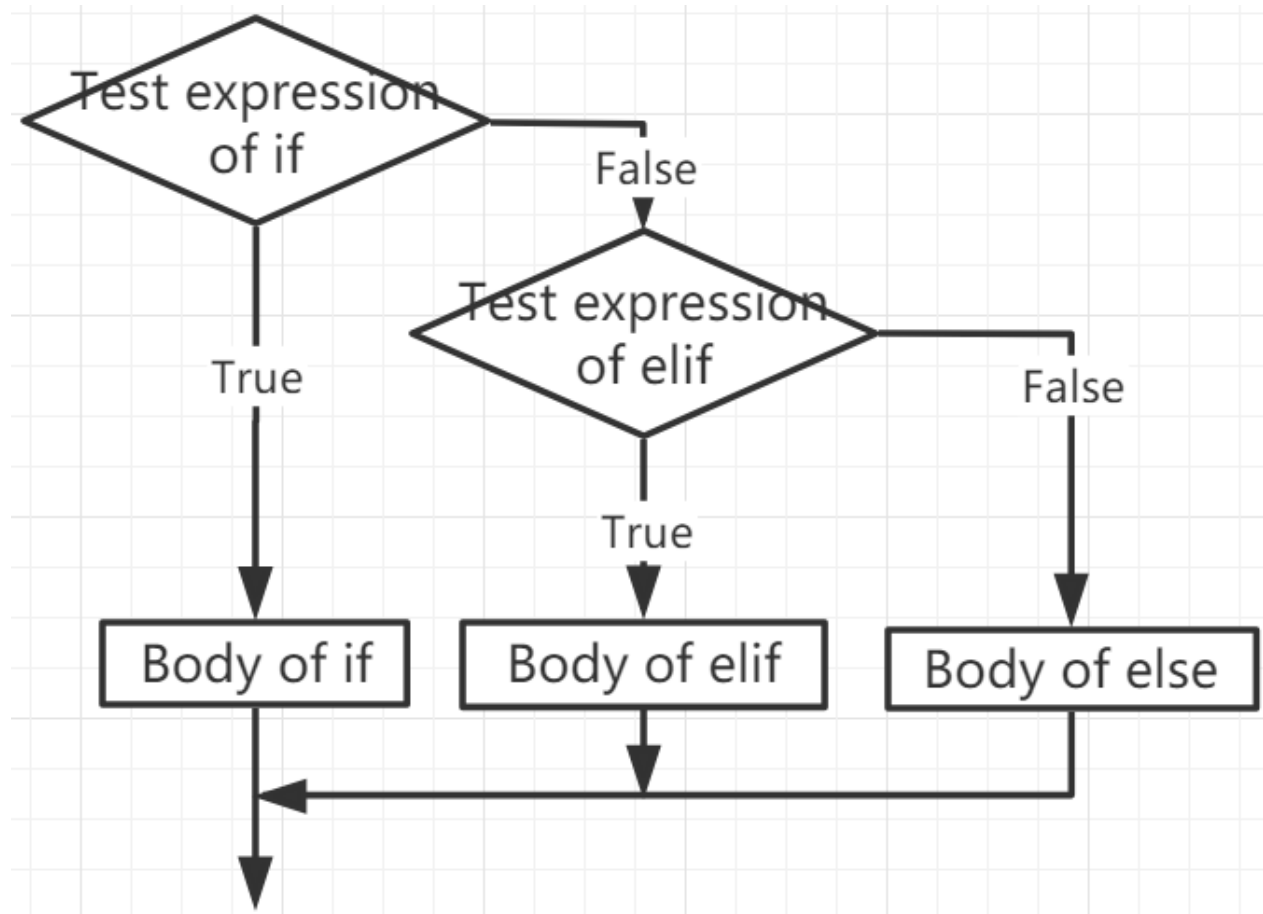 Test expression
of if
False
Test expression
of elif
True
False
True
Body of if
Body of elif
Body of else